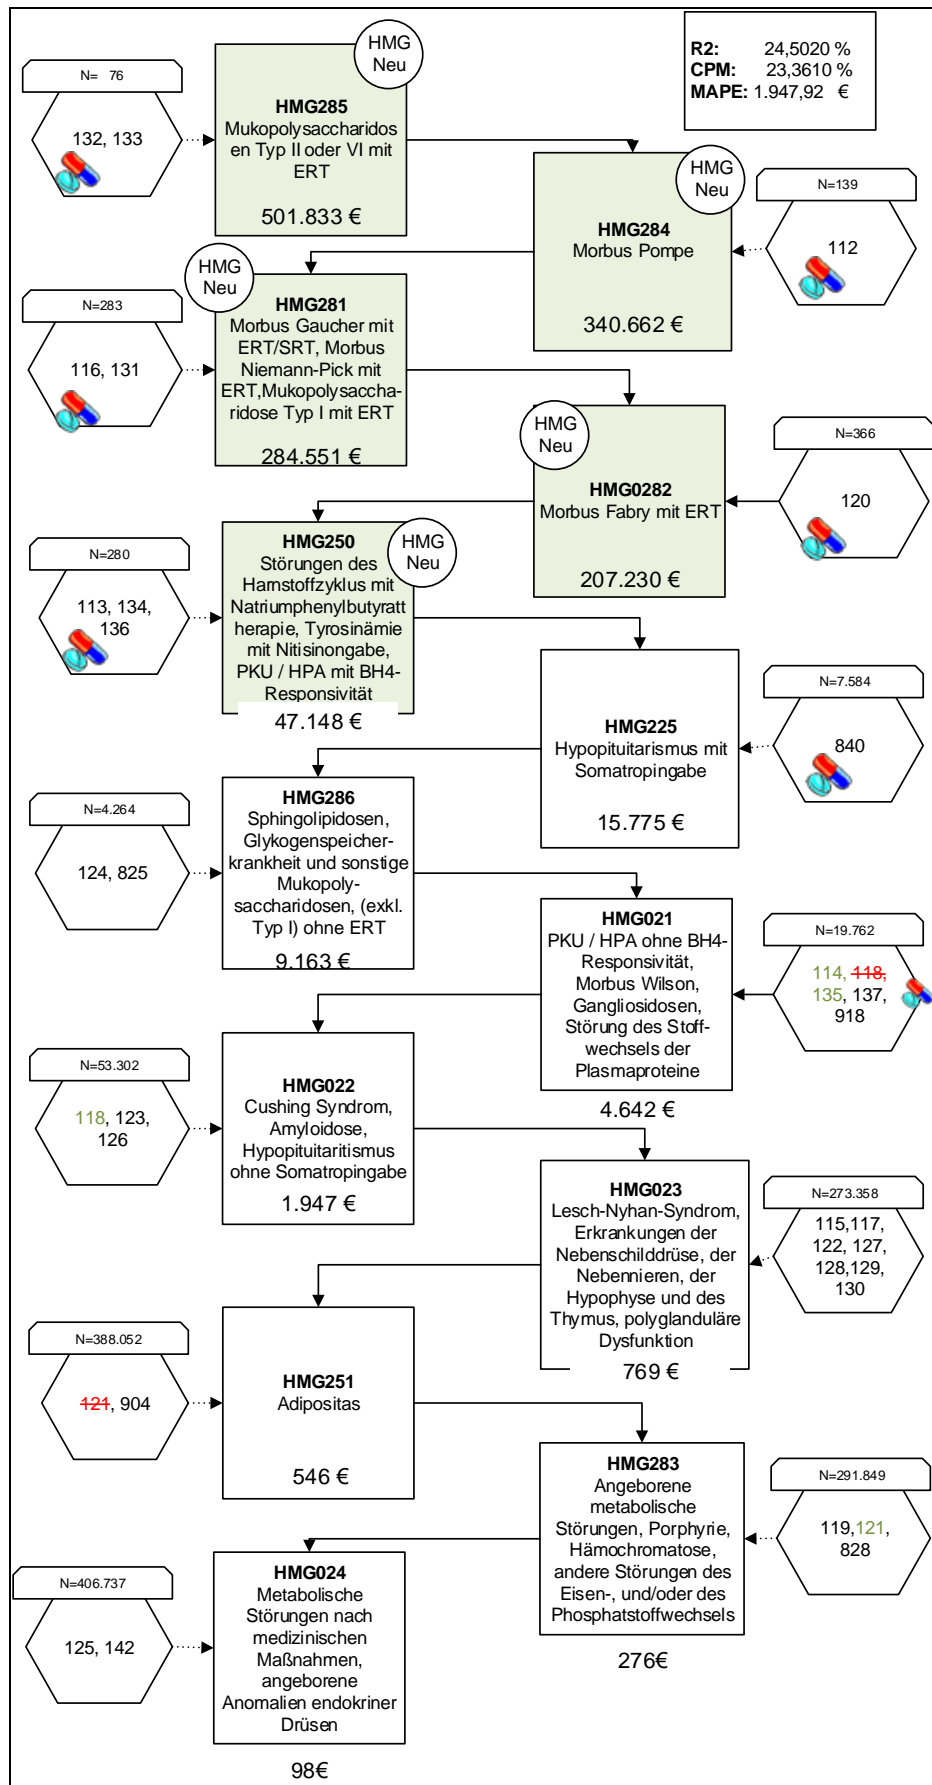 R2: 24,5020 %
CPM: 23,3610 %
MAPE: 1.947,92 €
N= 76
132, 133
HMG
Neu
HMG285
Mukopolysaccharidos
en Typ II oder VI mit
ERT
501.833 €
HMG
Neu
HMG284
Morbus Pompe
340.662 €
N=139
112
N=283
116, 131
HMG
Neu
HMG281
Morbus Gaucher mit
ERT/SRT, Morbus
Niemann-Pick mit
ERT,Mukopolysaccha-
ridose Typ I mit ERT
284.551 €
HMG
Neu
HMG0282
Morbus Fabry mit ERT
207.230 €
N=366
120
N=280
113, 134,
136
HMG
Neu
HMG250
Störungen des
Harnstoffzyklus mit
Natriumphenylbutyratt
herapie, Tyrosinämie
mit Nitisinongabe,
PKU / HPA mit BH4-
Responsivität
47.148 €
HMG225
Hypopituitarismus mit
Somatropingabe
15.775 €
N=7.584
840
N=4.264
124, 825
HMG286
Sphingolipidosen,
Glykogenspeicher-
krankheit und sonstige
Mukopoly-
saccharidosen, (exkl.
Typ I) ohne ERT
9.163 €
HMG021
PKU / HPA ohne BH4-
Responsivität,
Morbus Wilson,
Gangliosidosen,
Störung des Stoff-
wechsels der
Plasmaproteine
4.642 €
N=19.762
114, 118,
135, 137,
918
N=53.302
118, 123,
126
HMG022
Cushing Syndrom,
Amyloidose,
Hypopituitaritismus
ohne Somatropingabe
1.947 €
HMG023
Lesch-Nyhan-Syndrom,
Erkrankungen der
Nebenschilddrüse, der
Nebennieren, der
Hypophyse und des
Thymus, polyglanduläre
Dysfunktion
769 €
N=273.358
115,117,
122, 127,
128,129,
130
N=388.052
121, 904
HMG251
Adipositas
546 €
HMG283
Angeborene
metabolische
Störungen, Porphyrie,
Hämochromatose,
andere Störungen des
Eisen-, und/oder des
Phosphatstoffwechsels
276€
N=291.849
119,121,
828
N=406.737
125, 142
HMG024
Metabolische
Störungen nach
medizinischen
Maßnahmen,
angeborene
Anomalien endokriner
Drüsen
98€